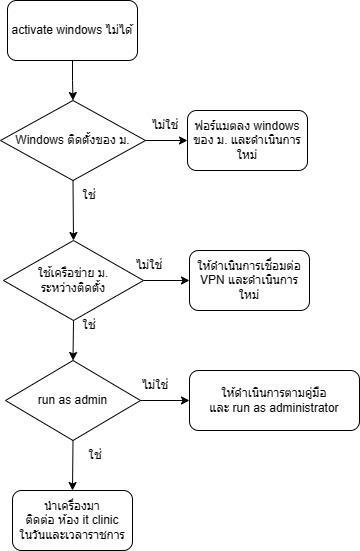 activate windows ไม่ได้
Windows ติดตั้งของ ม.
ไม่ใช่
ฟอร์แมตลง windows
ของ ม. และดำเนินการ
ใหม่
ใช่
ใช้เครือข่าย ม.
ระหว่างติดตั้ง
ไม่ใช่
ให้ดำเนินการเชื่อมต่อ
VPN และดำเนินการ
ใหม่
ใช่
run as admin
ไม่ใช่
ให้ดำเนินการตามคู่มือ
และ run as administrator
ใช่
นำเครื่องมา
ติดต่อ ห้อง it clinic
ในวันและเวลาราชการ